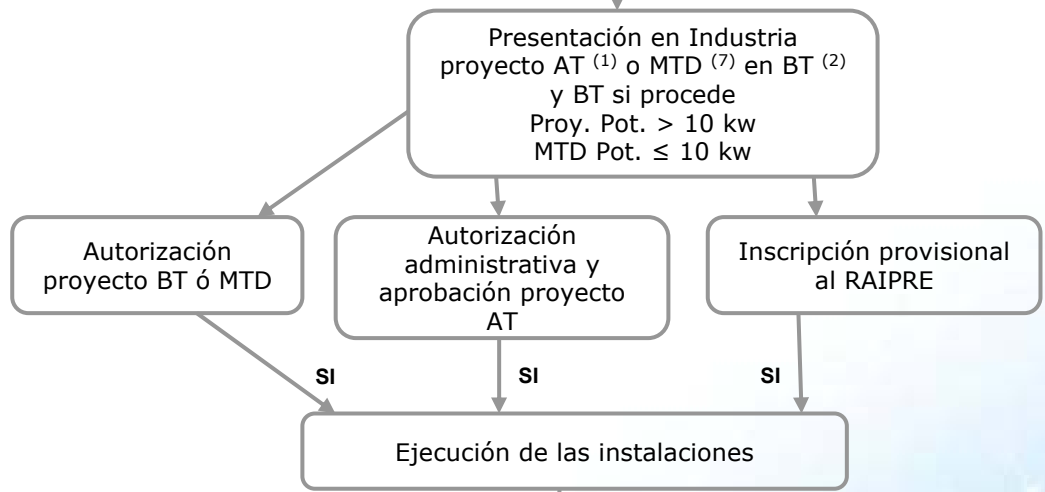 Presentación en Industria
proyecto AT (1) o MTD (7) en BT (2)
y BT si procede
Proy. Pot. > 10 kw
MTD Pot. ≤ 10 kw
Autorización
proyecto BT ó MTD
Autorización
administrativa y
aprobación proyecto
AT
Inscripción provisional
al RAIPRE
SI
SI
SI
Ejecución de las instalaciones